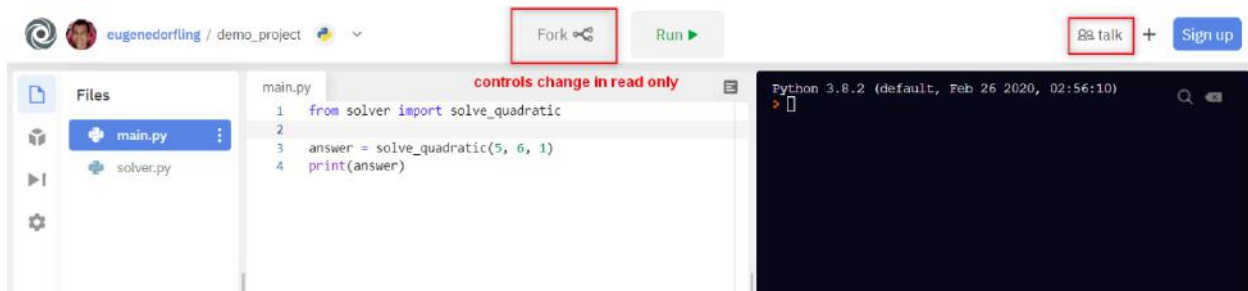 eugenedorfling / demo_project
Fork
Run
talk
+
Sign up
Files
main.py
solver.py
main.py
controls change in read only
1 from solver import solve_quadratic
2
3 answer = solve_quadratic(5, 6, 1)
4 print(answer)
Python 3.8.2 (default, Feb 26 2020, 02:56:10)
>